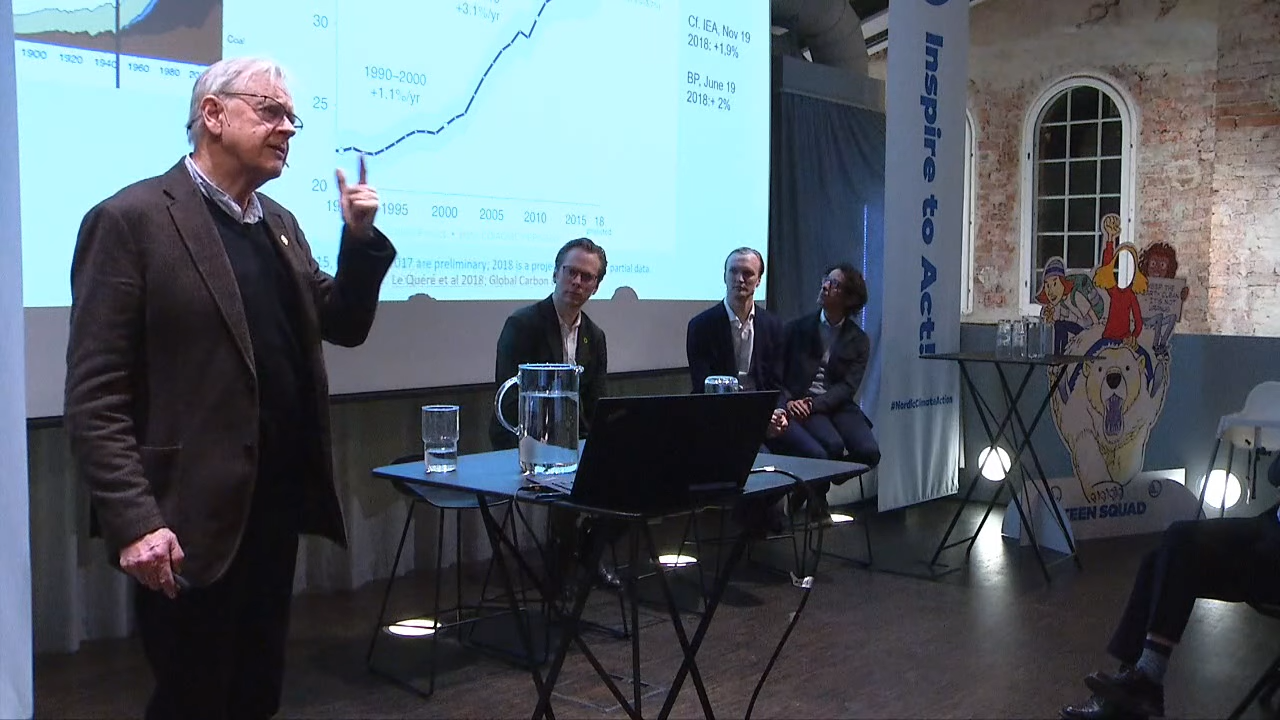 1900 1920 1940 1960 1980
Coal
30
+3.1%/yr
1990–2000
+1.1%/yr
25
20
1995 2000 2005 2010 2015 18
Cf. IEA, Nov 19
2018: +1,9%
BP, June 19
2018:+ 2%
2017 are preliminary; 2018 is a partial data.
Le Quéré et al 2018; Global Carbon
Inspire to Act!
#NordicClimateAction
TEEN SQUAD